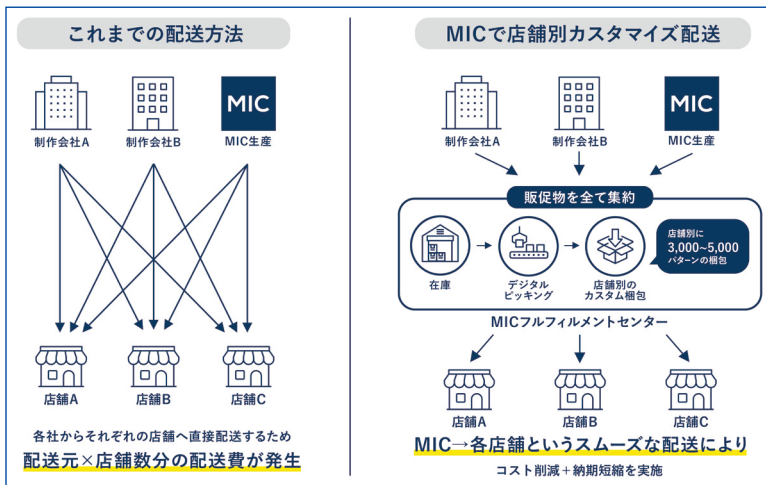 これまでの配送方法
MIC
制作会社A
制作会社B
MIC生産
店舗A
店舗B
店舗C
各社からそれぞれの店舗へ直接配送するため
配送元×店舗数分の配送費が発生
MICで店舗別カスタマイズ配送
MIC
制作会社A
制作会社B
MIC生産
販促物を全て集約
在庫
デジタル
ピッキング
店舗別の
カスタム梱包
店舗別に
3,000~5,000
パターンの梱包
MICフルフィルメントセンター
店舗A
店舗B
店舗C
MIC→各店舗というスムーズな配送により
コスト削減+納期短縮を実施